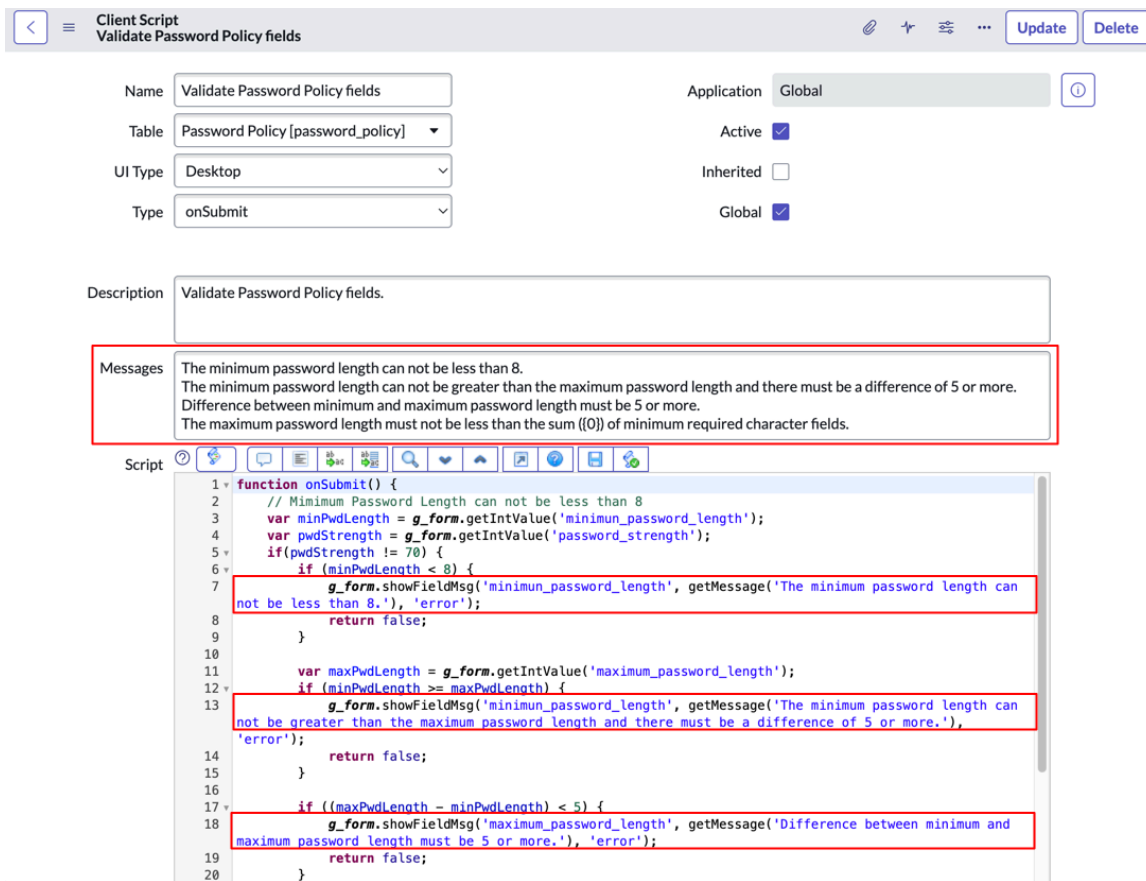 Client Script
Validate Password Policy fields
Update
Delete
Name
Validate Password Policy fields
Application
Global
Table
Password Policy [password_policy]
Active
UI Type
Desktop
Inherited
Type
onSubmit
Global
Description
Validate Password Policy fields.
Messages
The minimum password length can not be less than 8.
The minimum password length can not be greater than the maximum password length and there must be a difference of 5 or more.
Difference between minimum and maximum password length must be 5 or more.
The maximum password length must not be less than the sum ({0}) of minimum required character fields.
Script
1 function onSubmit() {
2 // Mimimum Password Length can not be less than 8
3 var minPwdLength = g_form.getIntValue('minimun_password_length');
4 var pwdStrength = g_form.getIntValue('password_strength');
5 if(pwdStrength != 70) {
6 if (minPwdLength < 8) {
7 g_form.showFieldMsg('minimun_password_length', getMessage('The minimum password length can
not be less than 8.'), 'error');
8 return false;
9 }
10
11 var maxPwdLength = g_form.getIntValue('maximum_password_length');
12 if (minPwdLength >= maxPwdLength) {
13 g_form.showFieldMsg('minimun_password_length', getMessage('The minimum password length can
not be greater than the maximum password length and there must be a difference of 5 or more.'),
'error');
14 return false;
15 }
16
17 if ((maxPwdLength - minPwdLength) < 5) {
18 g_form.showFieldMsg('maximum_password_length', getMessage('Difference between minimum and
maximum password length must be 5 or more.'), 'error');
19 return false;
20 }